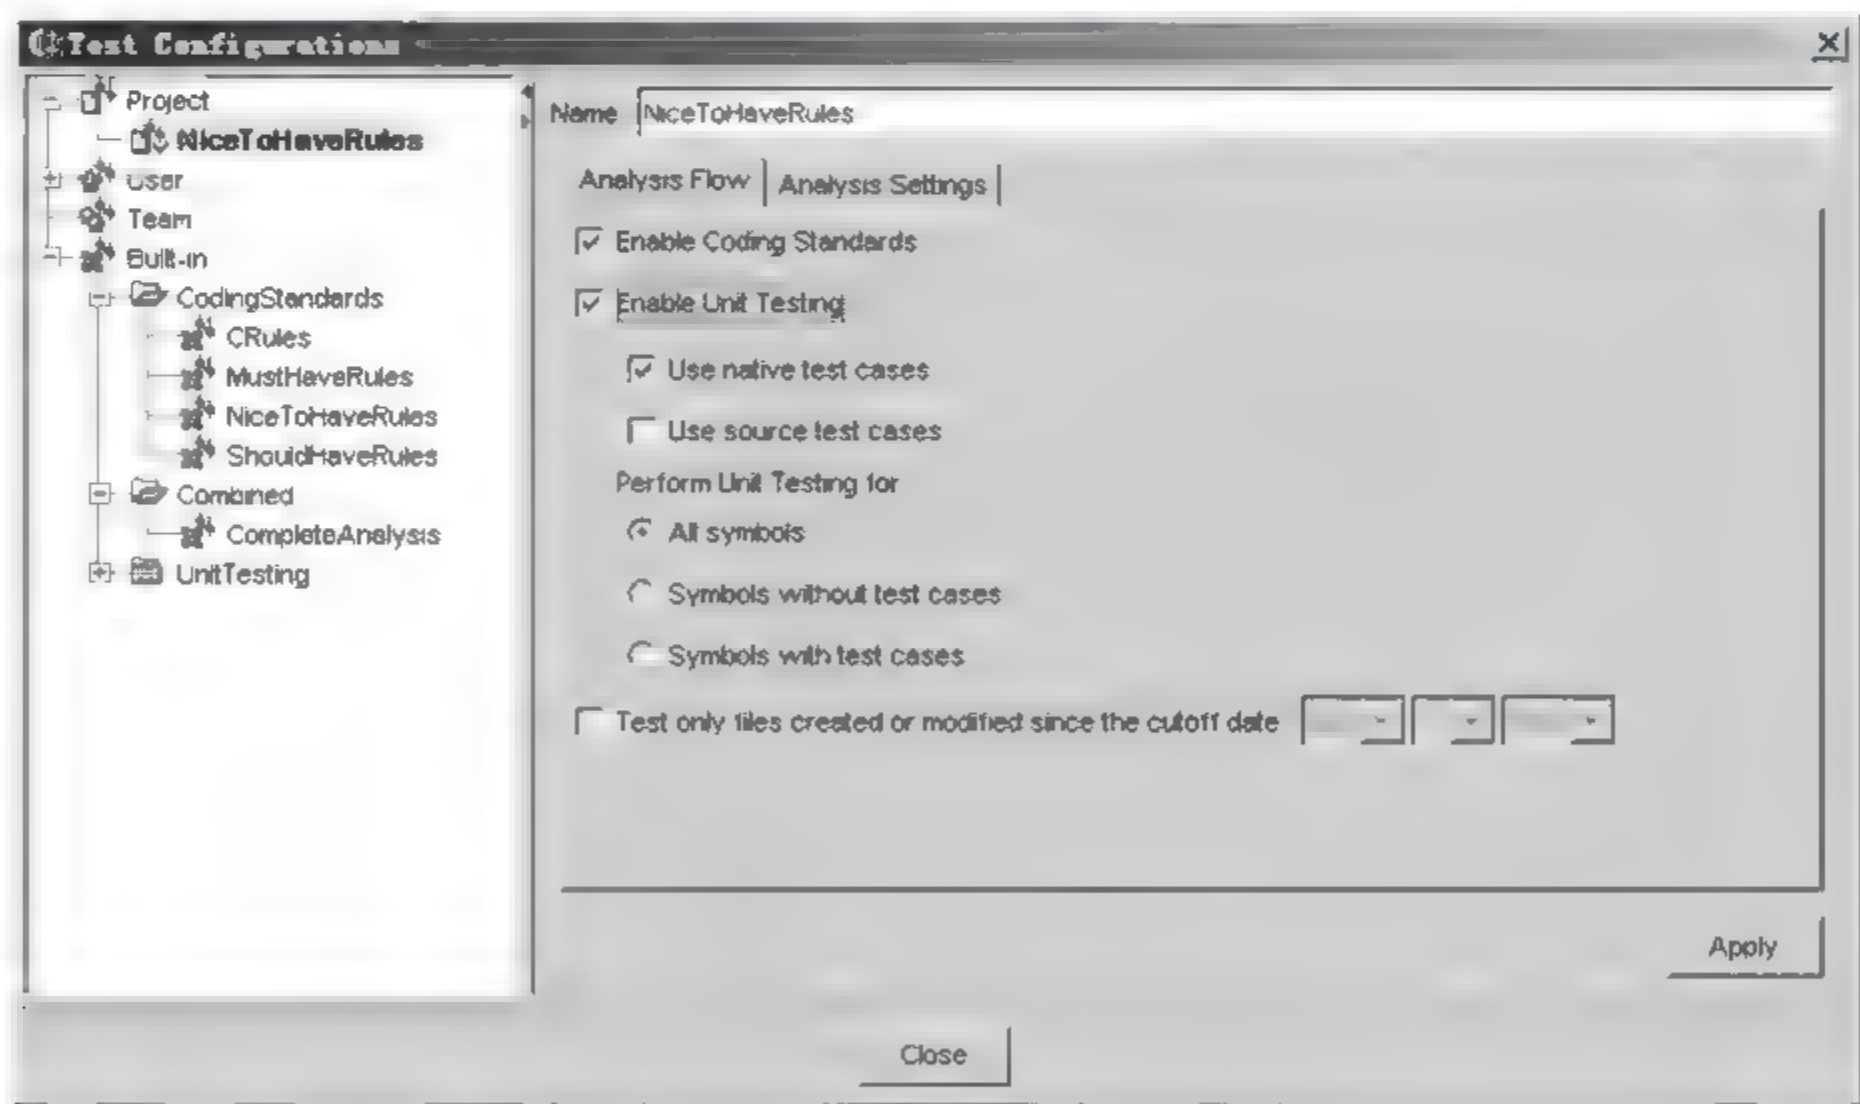 Test Configurations
Project
NiceToHaveRules
User
Team
Built-in
CodingStandards
CRules
MustHaveRules
NiceToHaveRules
ShouldHaveRules
Combined
CompleteAnalysis
UnitTesting
Name NiceToHaveRules
Analysis Flow Analysis Settings
Enable Coding Standards
Enable Unit Testing
Use native test cases
Use source test cases
Perform Unit Testing for
All symbols
Symbols without test cases
Symbols with test cases
Test only files created or modified since the cutoff date
Apply
Close